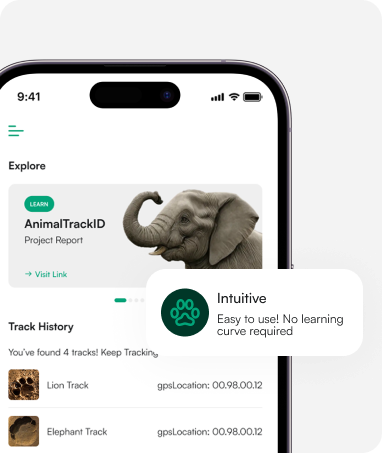 9:41
Explore
LEARN
AnimalTrackID
Project Report
→ Visit Link
Intuitive
Easy to use! No learning
curve required
Track History
You've found 4 tracks! Keep Tracking
Lion Track
gpsLocation: 00.98.00.12
Elephant Track
gpsLocation: 00.98.00.12